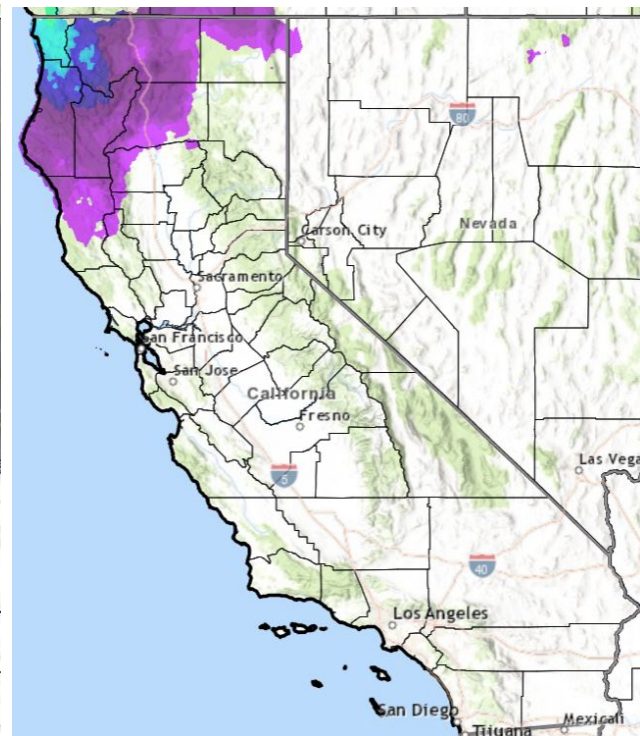 80
Carson City
Nevada
Sacramento
San Francisco
San Jose
California
Fresno
5
Las Vega
40
Los Angeles
San Diego
Mexicali
Tijuana